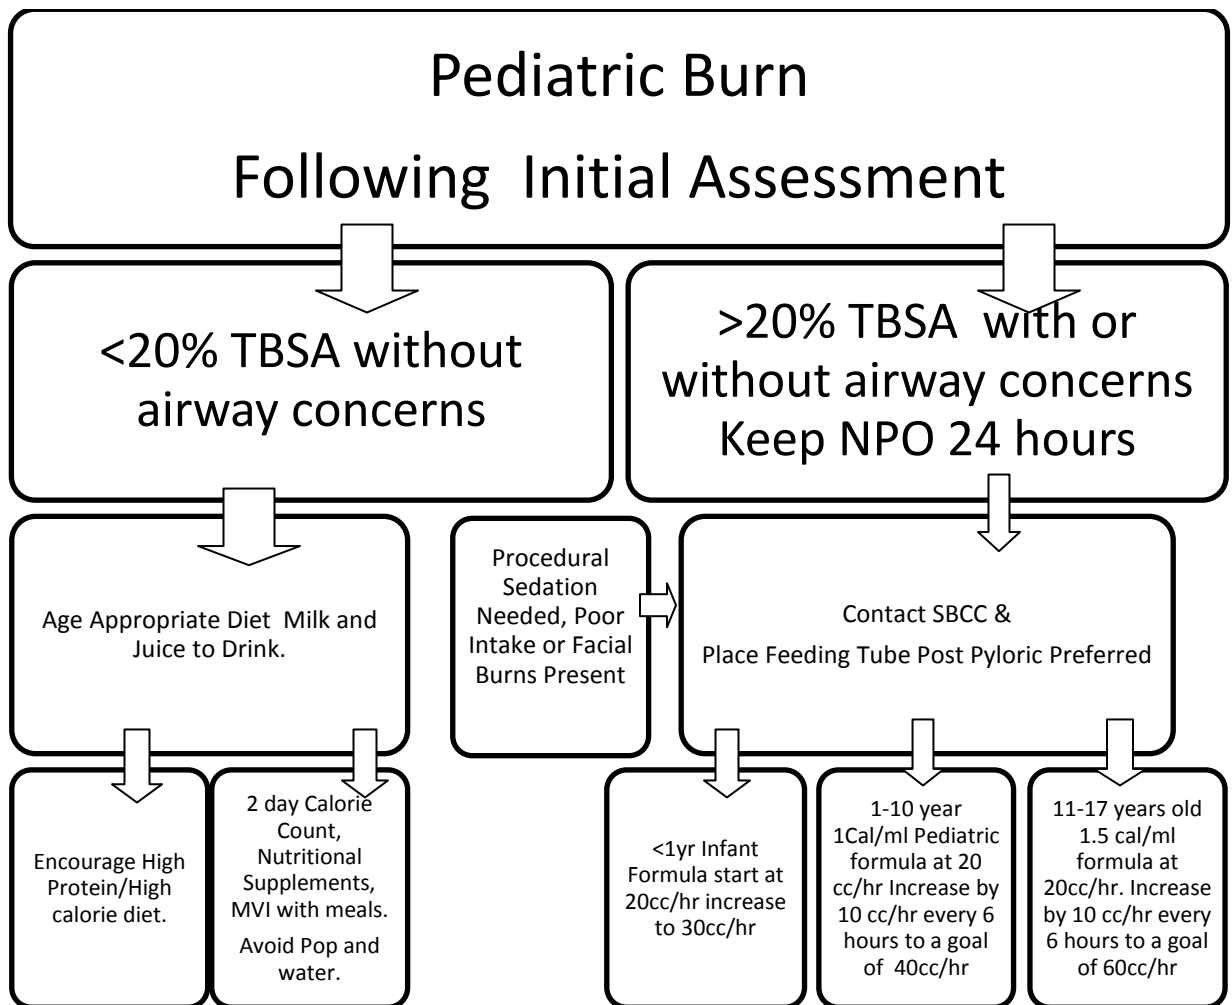 Pediatric Burn
Following Initial Assessment
<20% TBSA without
airway concerns
>20% TBSA with or
without airway concerns
Keep NPO 24 hours
Age Appropriate Diet Milk and
Juice to Drink.
Procedural
Sedation
Needed, Poor
Intake or Facial
Burns Present
Contact SBCC &
Place Feeding Tube Post Pyloric Preferred
Encourage High
Protein/High
calorie diet.
2 day Calorie
Count,
Nutritional
Supplements,
MVI with meals.
Avoid Pop and
water.
<1yr Infant
Formula start at
20cc/hr increase
to 30cc/hr
1-10 year
1Cal/ml Pediatric
formula at 20
cc/hr Increase by
10 cc/hr every 6
hours to a goal
of 40cc/hr
11-17 years old
1.5 cal/ml
formula at
20cc/hr. Increase
by 10 cc/hr every
6 hours to a goal
of 60cc/hr